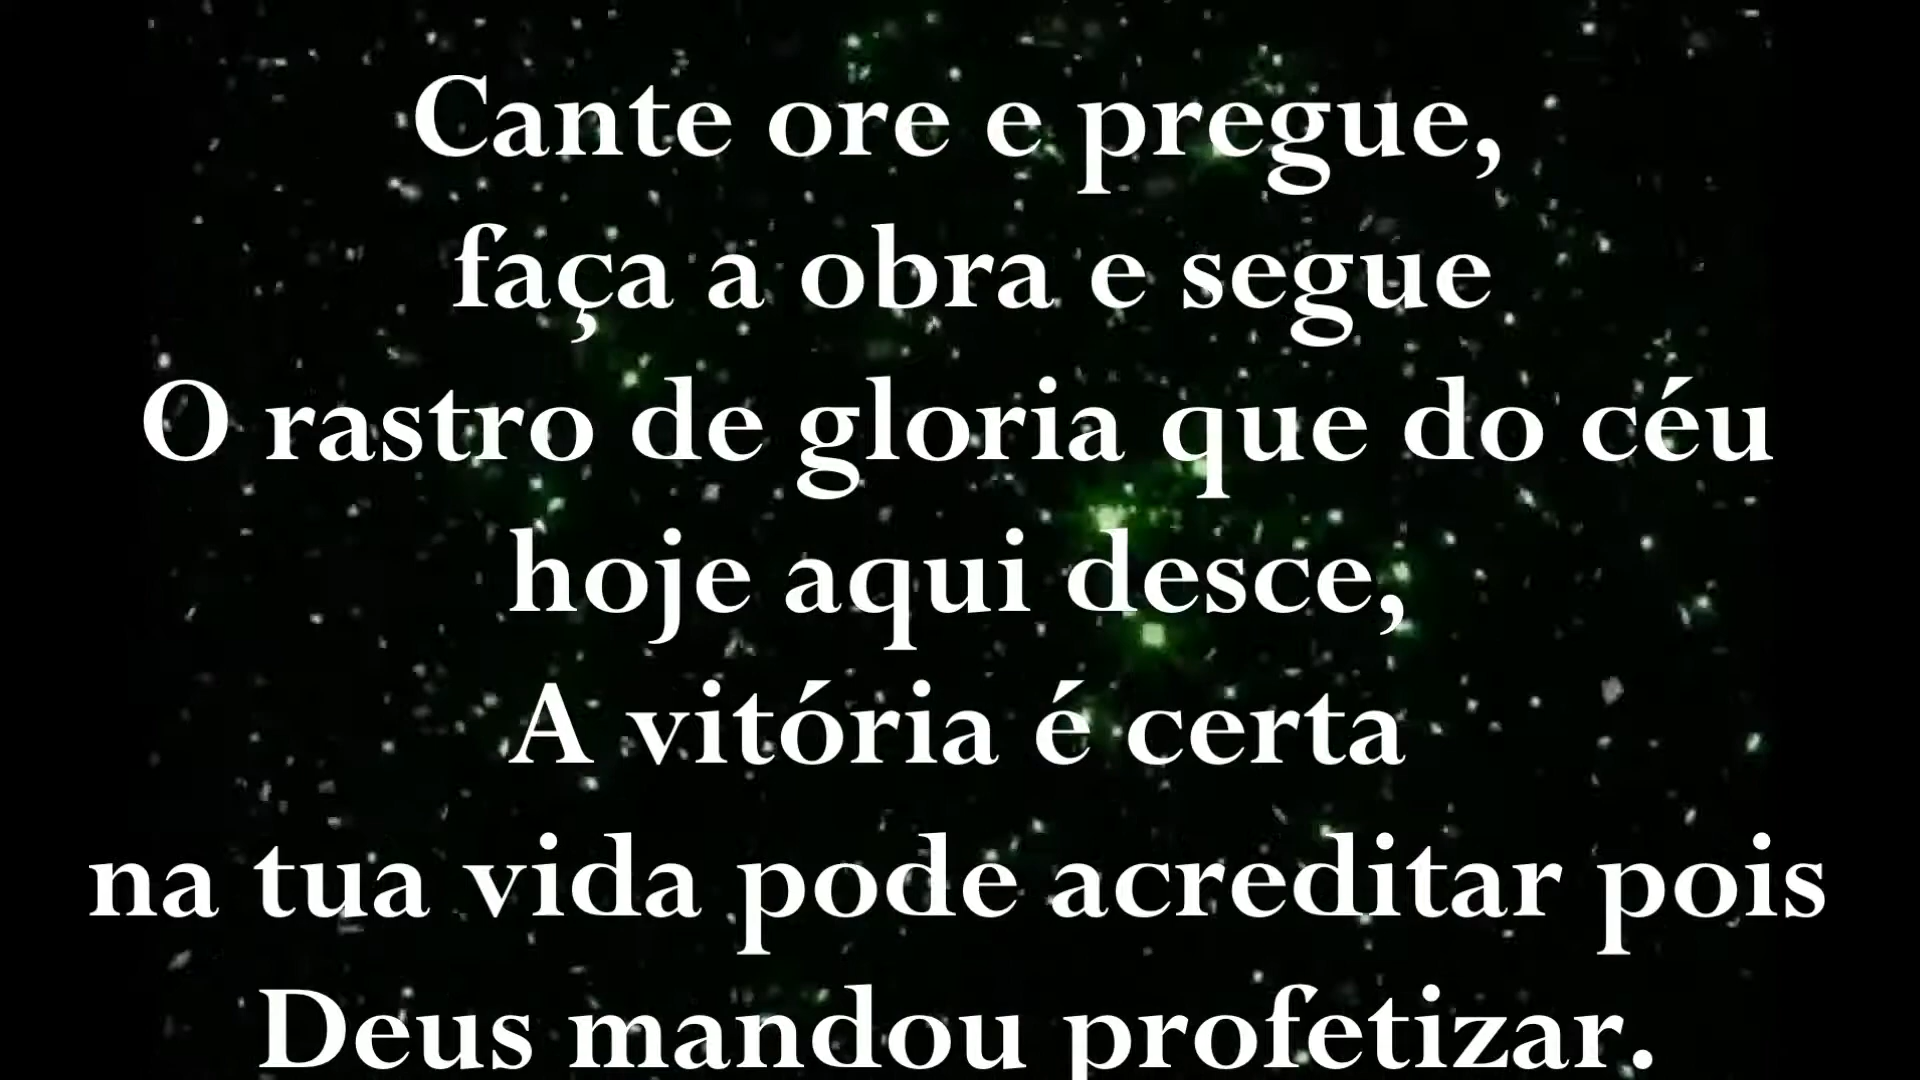 Cante ore e pregue,
faça a obra e segue
O rastro de gloria que do céu
hoje aqui desce,
A vitória é certa
na tua vida pode acreditar pois
Deus mandou profetizar.